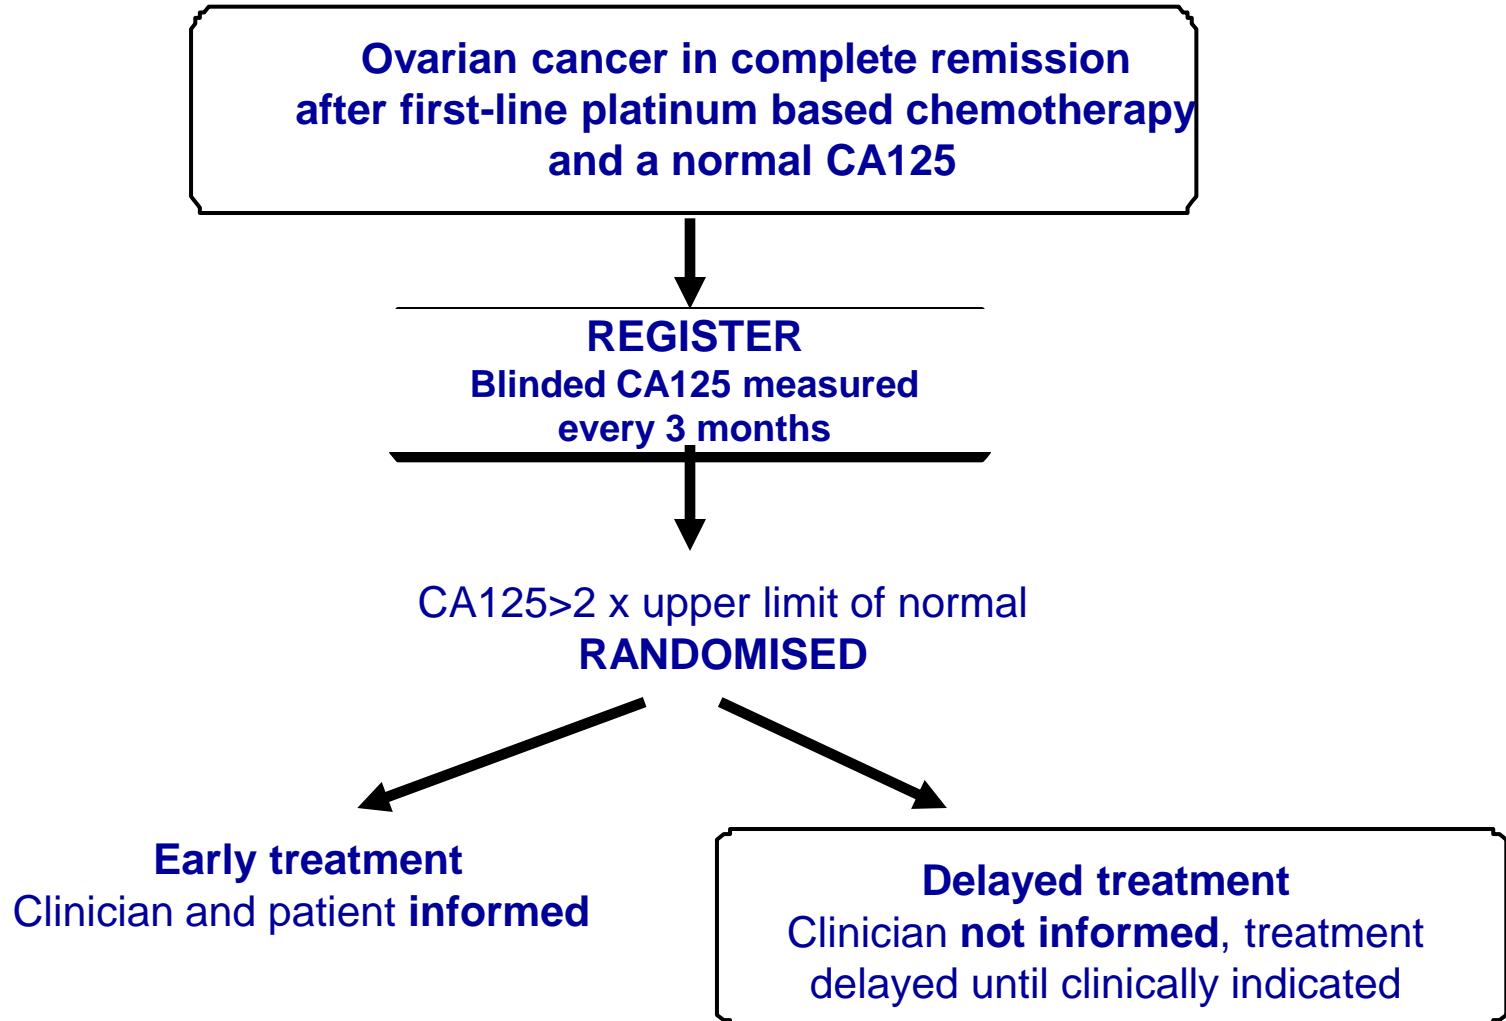 Ovarian cancer in complete remission
after first-line platinum based chemotherapy
and a normal CA125
REGISTER
Blinded CA125 measured
every 3 months
CA125>2 x upper limit of normal
RANDOMISED
Early treatment
Clinician and patient informed
Delayed treatment
Clinician not informed, treatment
delayed until clinically indicated